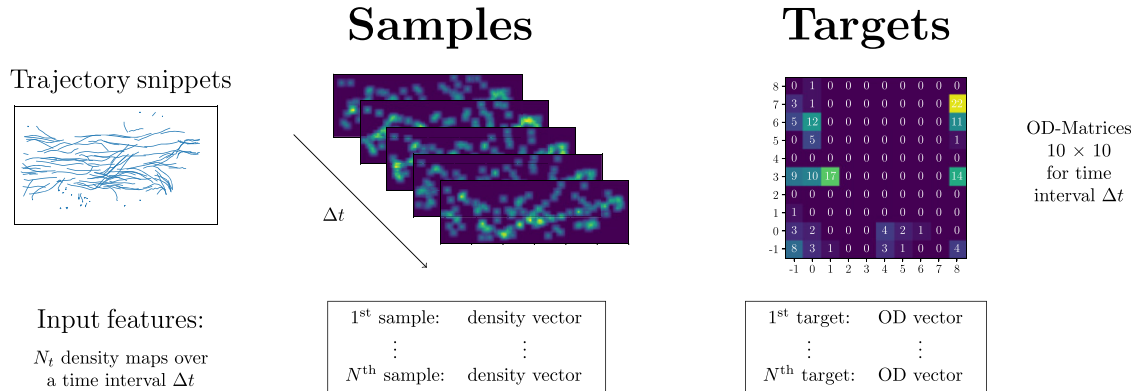 Samples
Targets
Trajectory snippets
Δt
8 0 1 0 0 0 0 0 0 0 0
7 3 1 0 0 0 0 0 0 0 22
6 5 12 0 0 0 0 0 0 0 11
5 0 5 0 0 0 0 0 0 0 1
4 0 0 0 0 0 0 0 0 0 0
3 9 10 17 0 0 0 0 0 0 14
2 0 0 0 0 0 0 0 0 0 0
1 1 0 0 0 0 0 0 0 0 0
0 3 2 0 0 0 4 2 1 0 0
-1 8 3 1 0 0 3 1 0 0 4
-1 0 1 2 3 4 5 6 7 8
OD-Matrices
10 × 10
for time
interval Δt
Input features:
N_t density maps over
a time interval Δt
1st sample: density vector
⋮ ⋮
Nth sample: density vector
1st target: OD vector
⋮ ⋮
Nth target: OD vector